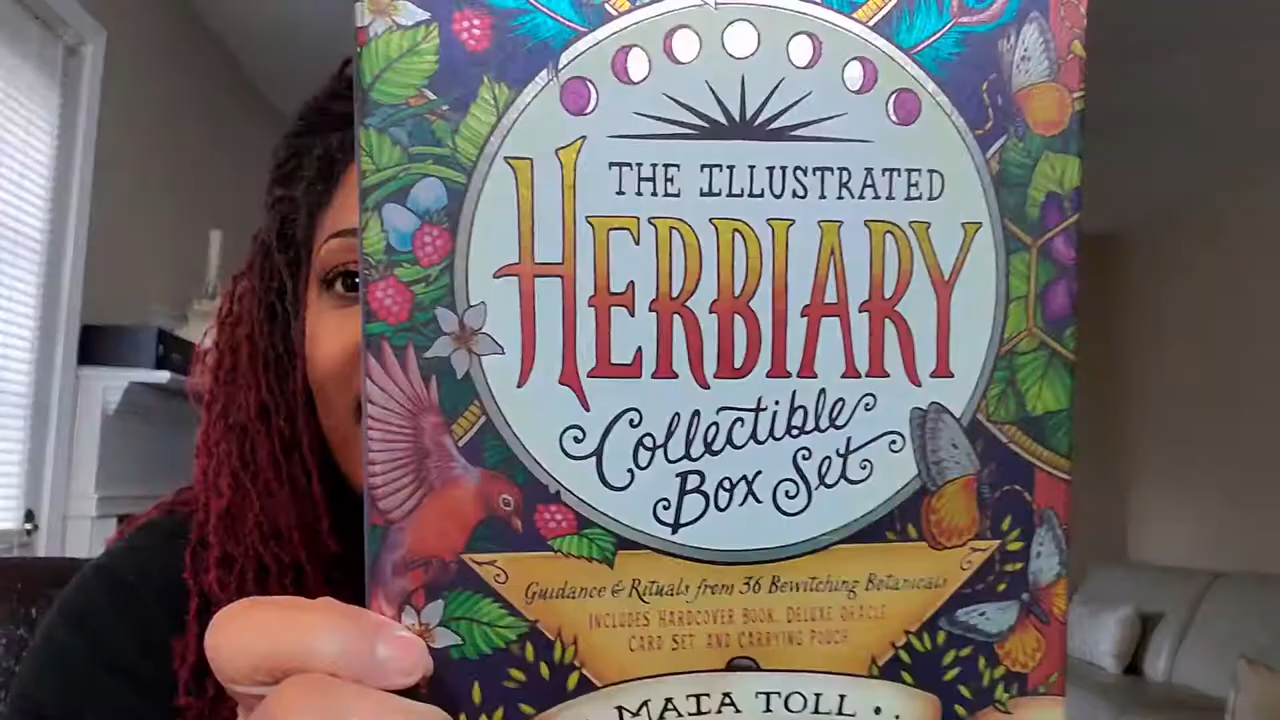 THE ILLUSTRATED
HERBIARY
Collectible
Box Set
Guidance & Rituals from 36 Bewitching Botanicals
INCLUDES HARDCOVER BOOK, DELUXE ORACLE
CARD SET AND CARRYING POUCH
MAIA TOLL